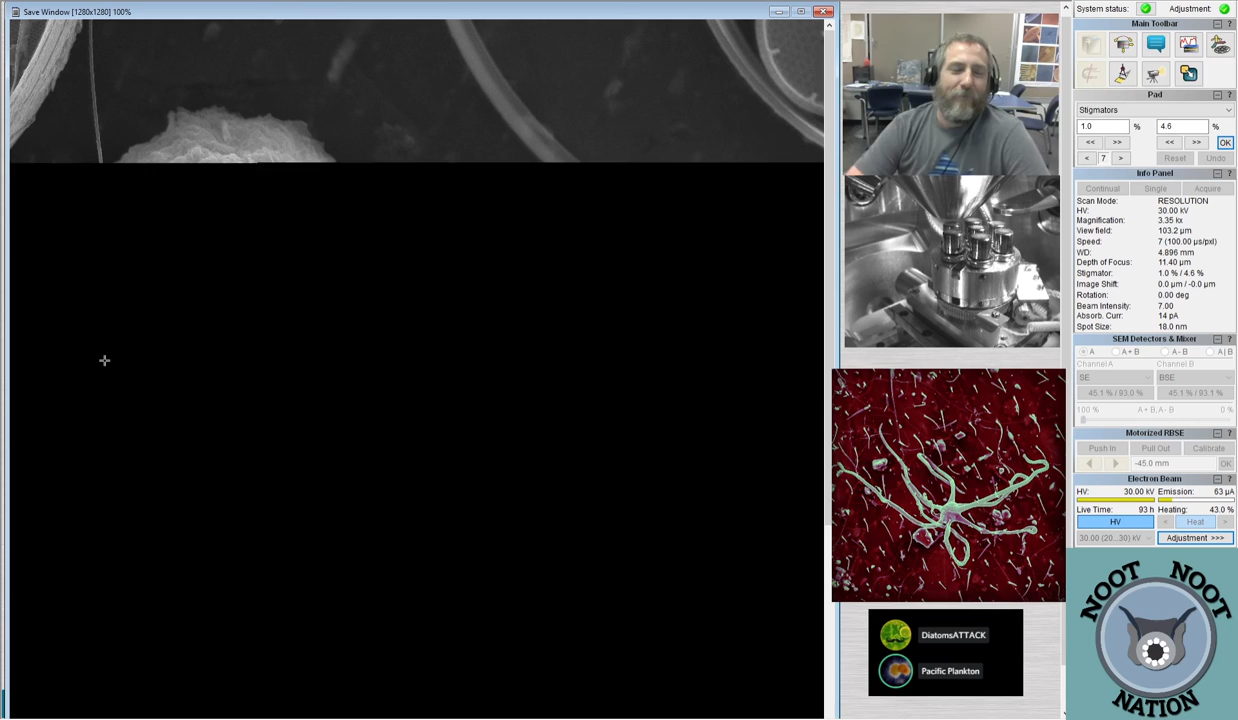 Save Window [1280x1280] 100%
System status: Adjustment:
Main Toolbar ?
Pad ?
Stigmators
1.0 % 4.6 %
<< >> << >> OK
< 7 > Reset Undo
Info Panel ?
Continual Single Acquire
Scan Mode: RESOLUTION
HV: 30.00 kV
Magnification: 3.35 kx
View field: 103.2 µm
Speed: 7 (100.00 µs/pxl)
WD: 4.896 mm
Depth of Focus: 11.40 µm
Stigmator: 1.0 % / 4.6 %
Image Shift: 0.0 µm / -0.0 µm
Rotation: 0.00 deg
Beam Intensity: 7.00
Absorb. Curr: 14 pA
Spot Size: 18.0 nm
SEM Detectors & Mixer ?
A A + B A - B A | B
Channel A Channel B
SE BSE
45.1 % / 93.0 % 45.1 % / 93.1 %
100 % A + B, A - B 0 %
Motorized RBSE ?
Push In Pull Out Calibrate
-45.0 mm OK
Electron Beam ?
HV: 30.00 kV Emission: 63 µA
Live Time: 93 h Heating: 43.0 %
HV < Heat >
30.00 (20...30) kV Adjustment >>>
DiatomsATTACK
Pacific Plankton
NOOT NOOT
NATION